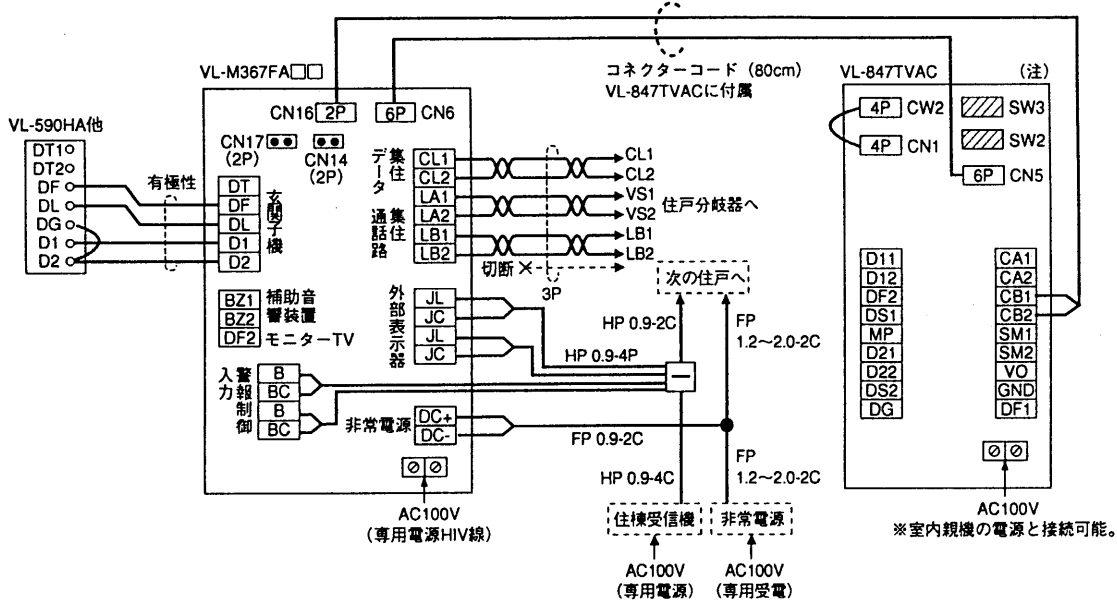 コネクターコード（80cm）
VL-847TVACに付属
VL-M367FA□□
CN16 2P
6P CN6
CN17
(2P)
CN14
(2P)
VL-590HA他
DT1
DT2
DF
DL
DG
D1
D2
有極性
DT
DF
DL
D1
D2
玄関子機
BZ1
BZ2
DF2
補助音
響装置
モニターTV
警報制御
入力
B
BC
B
BC
集住
データ
集住
通話路
CL1
CL2
LA1
LA2
LB1
LB2
CL1
CL2
VS1
VS2
LB1
LB2
住戸分岐器へ
切断
3P
外部表示器
JL
JC
JL
JC
非常電源
DC+
DC-
AC100V
(専用電源HIV線)
次の住戸へ
HP 0.9-2C
FP
1.2～2.0-2C
HP 0.9-4P
FP 0.9-2C
HP 0.9-4C
FP
1.2～2.0-2C
住棟受信機
非常電源
AC100V
(専用電源)
AC100V
(専用受電)
VL-847TVAC
(注)
4P CW2
4P CN1
SW3
SW2
6P CN5
D11
D12
DF2
DS1
MP
D21
D22
DS2
DG
CA1
CA2
CB1
CB2
SM1
SM2
VO
GND
DF1
AC100V
※室内親機の電源と接続可能。